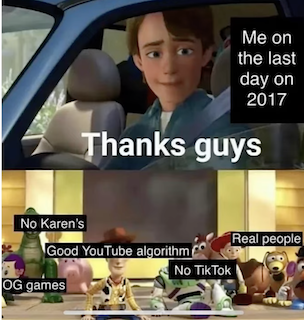 Me on
the last
day on
2017
Thanks guys
No Karen's
Real people
Good YouTube algorithm
No TikTok
OG games